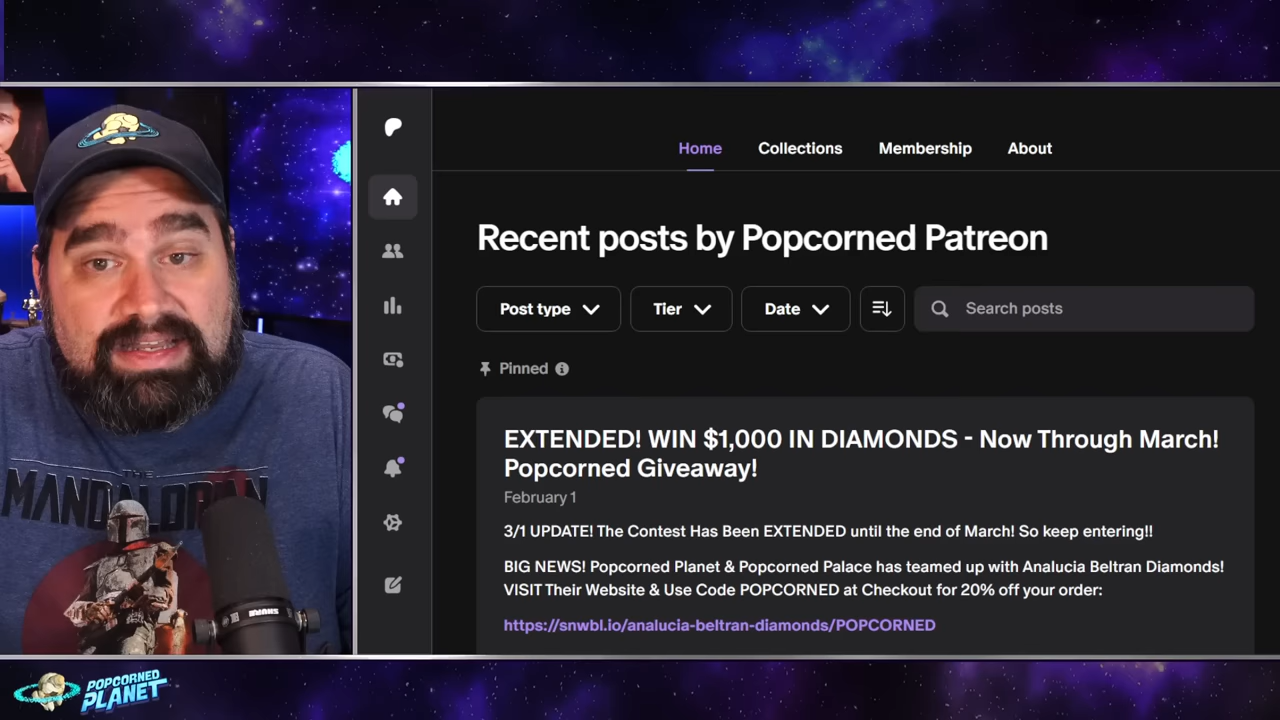 Home Collections Membership About
Recent posts by Popcorned Patreon
Post type Tier Date Search posts
Pinned
EXTENDED! WIN $1,000 IN DIAMONDS - Now Through March!
Popcorned Giveaway!
February 1
3/1 UPDATE! The Contest Has Been EXTENDED until the end of March! So keep entering!!
BIG NEWS! Popcorned Planet & Popcorned Palace has teamed up with Analucia Beltran Diamonds!
VISIT Their Website & Use Code POPCORNED at Checkout for 20% off your order:
https://snwbl.io/analucia-beltran-diamonds/POPCORNED
THE
MANDALORIAN
SHURE
POPCORNED
PLANET